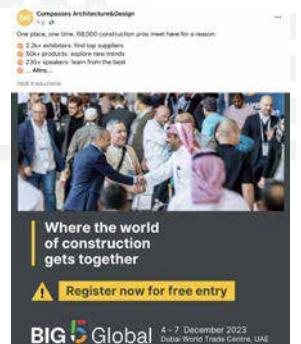 Compasses Architecture&Design
One place, one time. 68,000 construction pros meet here for a reason:
2.2k+ exhibitors: find top suppliers
50k+ products: explore new trends
230+ speakers: learn from the best
... Altro...
Where the world
of construction
gets together
Register now for free entry
BIG 5 Global
4 - 7 December 2023
Dubai World Trade Centre, UAE